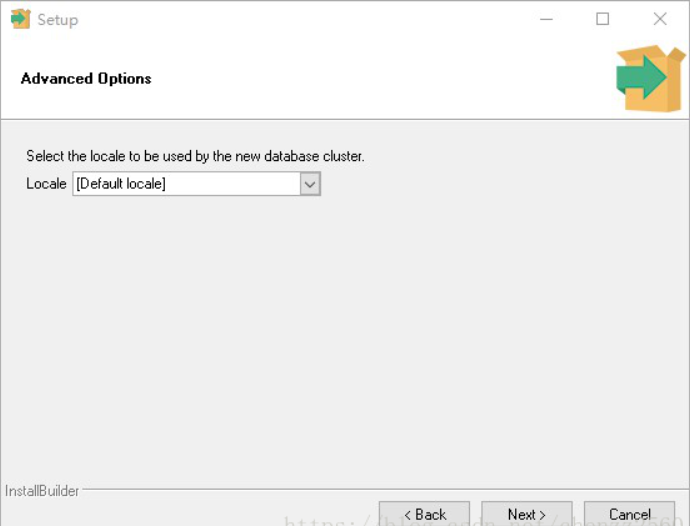 Setup
Advanced Options
Select the locale to be used by the new database cluster.
Locale [Default locale]
InstallBuilder
< Back Next > Cancel